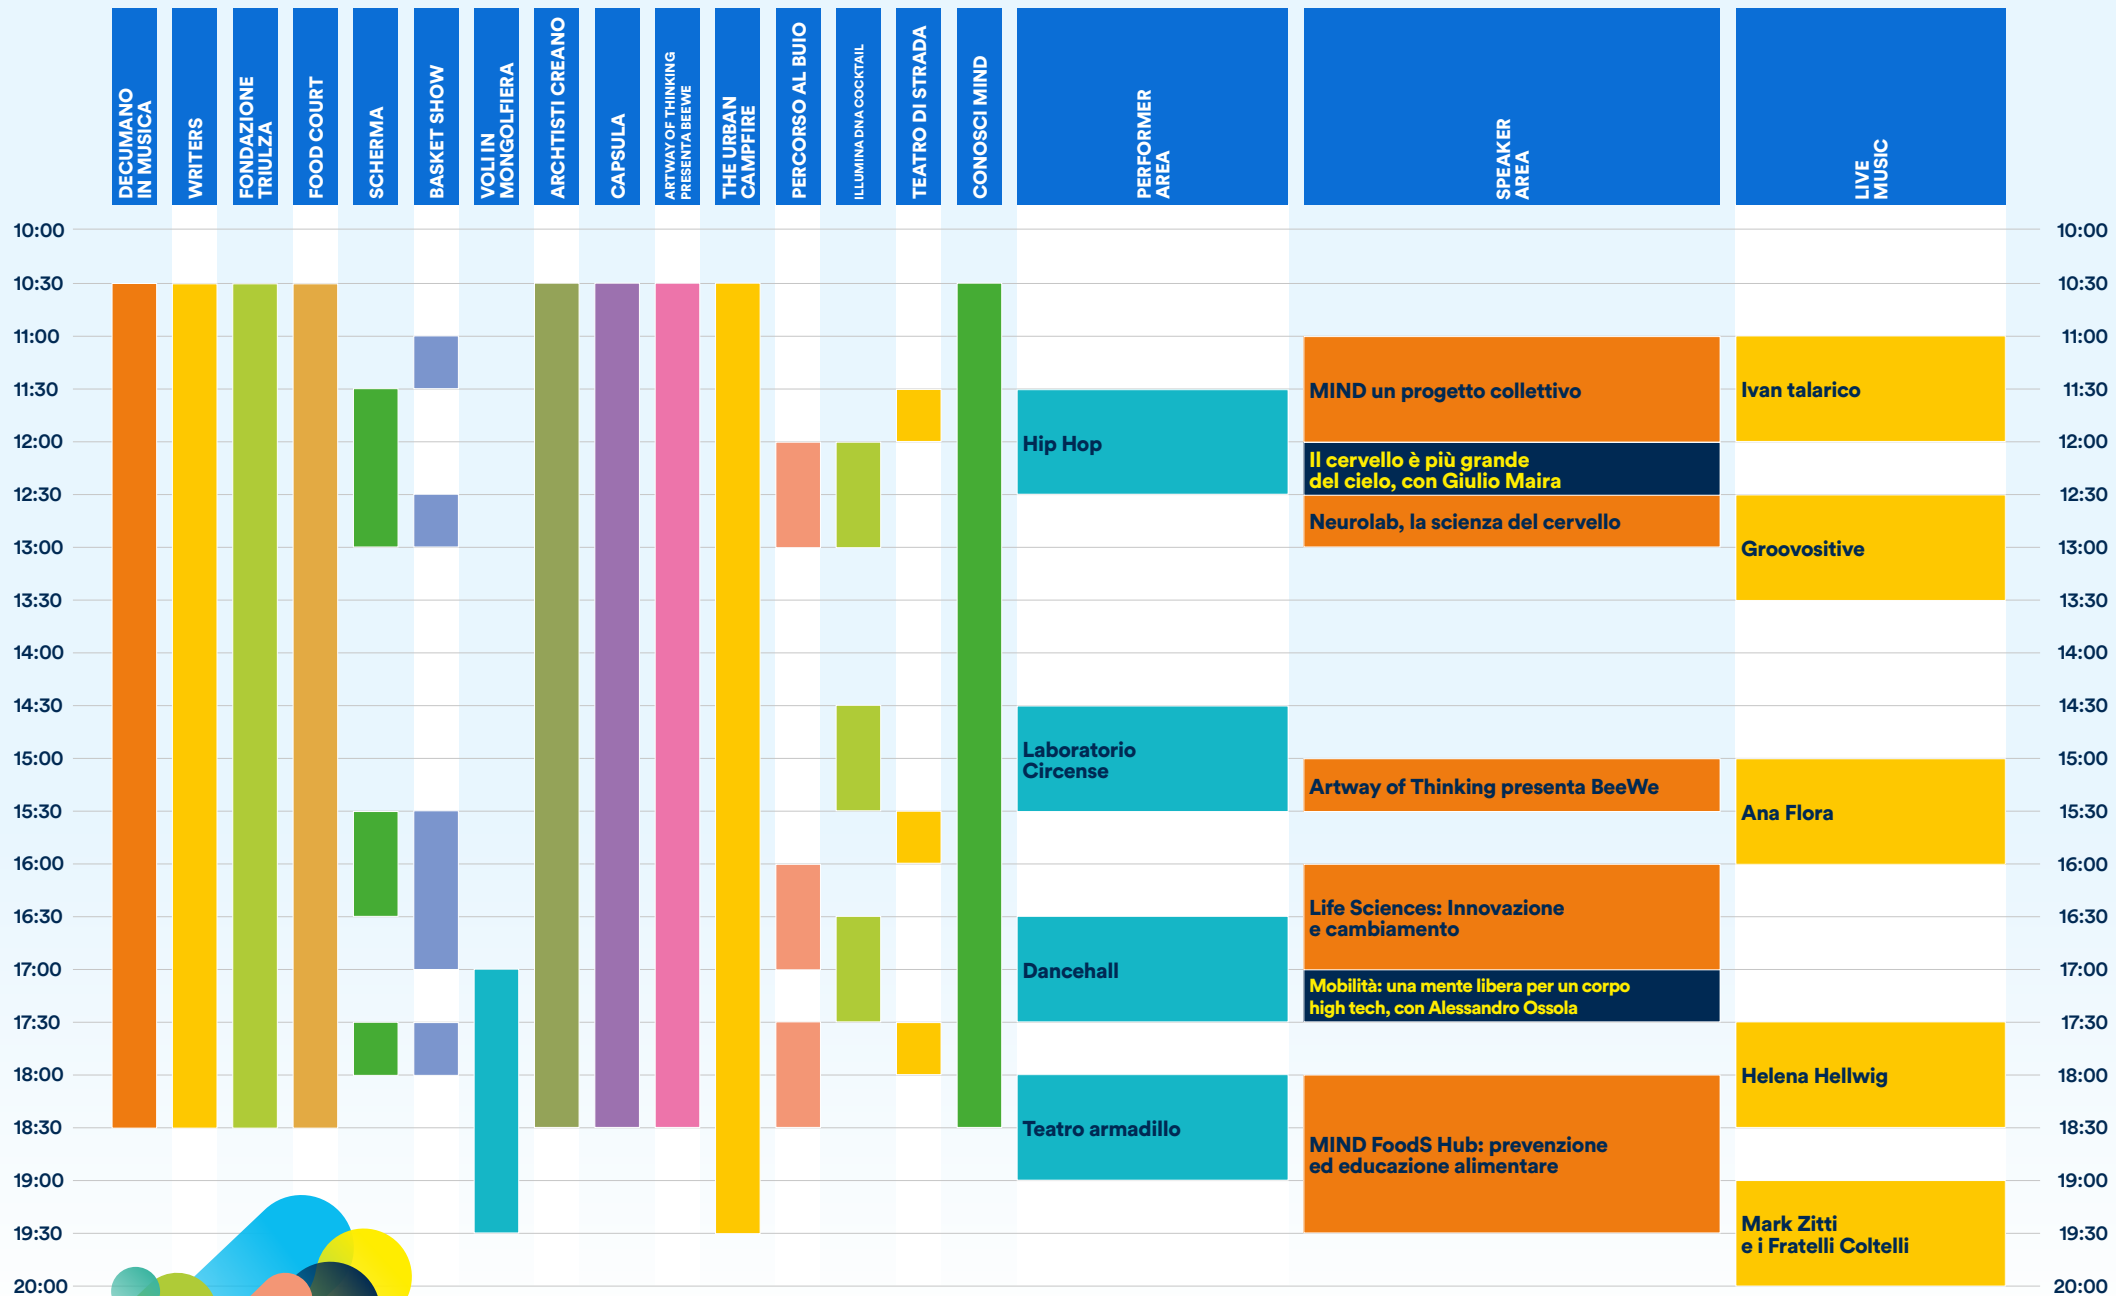 DECUMANO
IN MUSICA
WRITERS
FONDAZIONE
TRIULZA
FOOD COURT
SCHERMA
BASKET SHOW
VOLI IN
MONGOLFIERA
ARCHTISTI CREANO
CAPSULA
ARTWAY OF THINKING
PRESENTA BEEWE
THE URBAN
CAMPFIRE
PERCORSO AL BUIO
ILLUMINA DNA COCKTAIL
TEATRO DI STRADA
CONOSCI MIND
PERFORMER
AREA
SPEAKER
AREA
LIVE
MUSIC
10:00 10:00
10:30 10:30
11:00 11:00
11:30 MIND un progetto collettivo Ivan talarico 11:30
12:00 Hip Hop 12:00
Il cervello è più grande
del cielo, con Giulio Maira
12:30 12:30
Neurolab, la scienza del cervello
13:00 Groovositive 13:00
13:30 13:30
14:00 14:00
14:30 14:30
Laboratorio
Circense
15:00 15:00
Artway of Thinking presenta BeeWe
15:30 Ana Flora 15:30
16:00 16:00
Life Sciences: Innovazione
e cambiamento
16:30 16:30
17:00 Dancehall 17:00
Mobilità: una mente libera per un corpo
high tech, con Alessandro Ossola
17:30 17:30
18:00 Helena Hellwig 18:00
18:30 Teatro armadillo 18:30
MIND FoodS Hub: prevenzione
ed educazione alimentare
19:00 19:00
Mark Zitti
e i Fratelli Coltelli
19:30 19:30
20:00 20:00